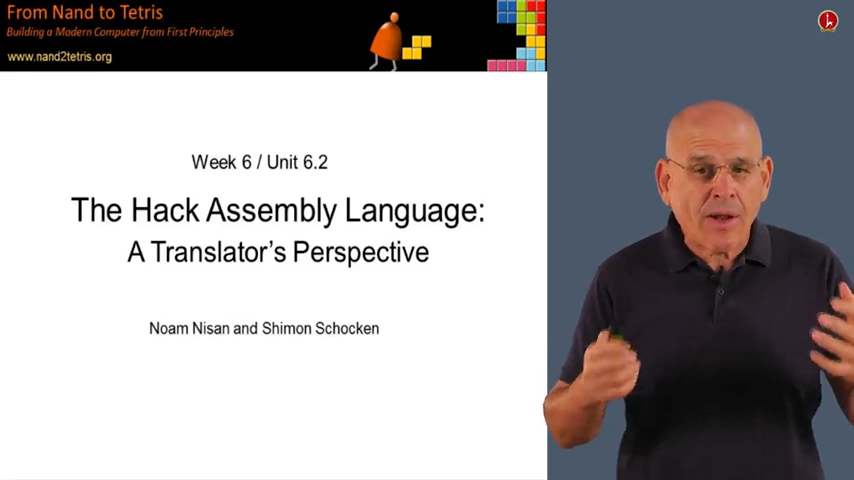 From Nand to Tetris
Building a Modern Computer from First Principles
www.nand2tetris.org
Week 6 / Unit 6.2
The Hack Assembly Language:
A Translator's Perspective
Noam Nisan and Shimon Schocken